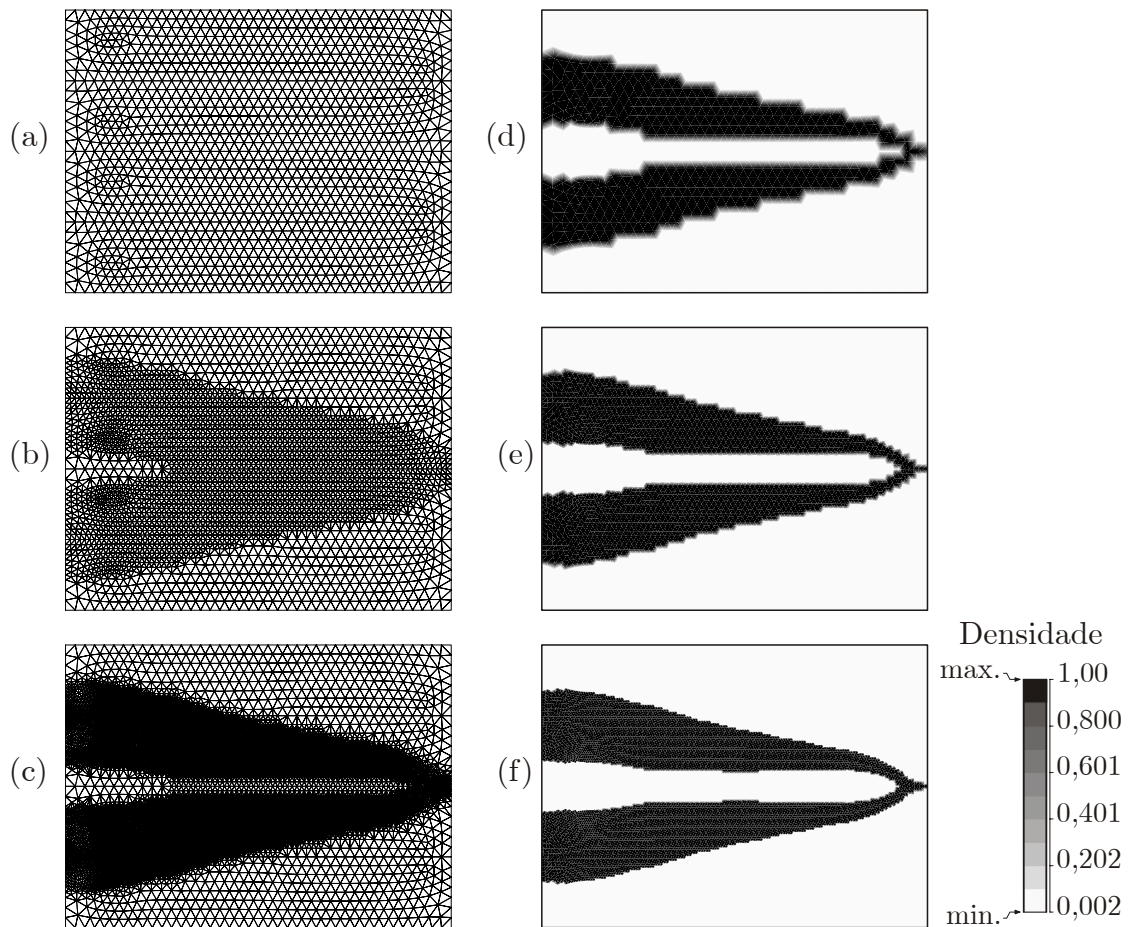 (a)
(d)
(b)
(e)
(c)
(f)
Densidade
max.
1,00
0,800
0,601
0,401
0,202
min.
0,002